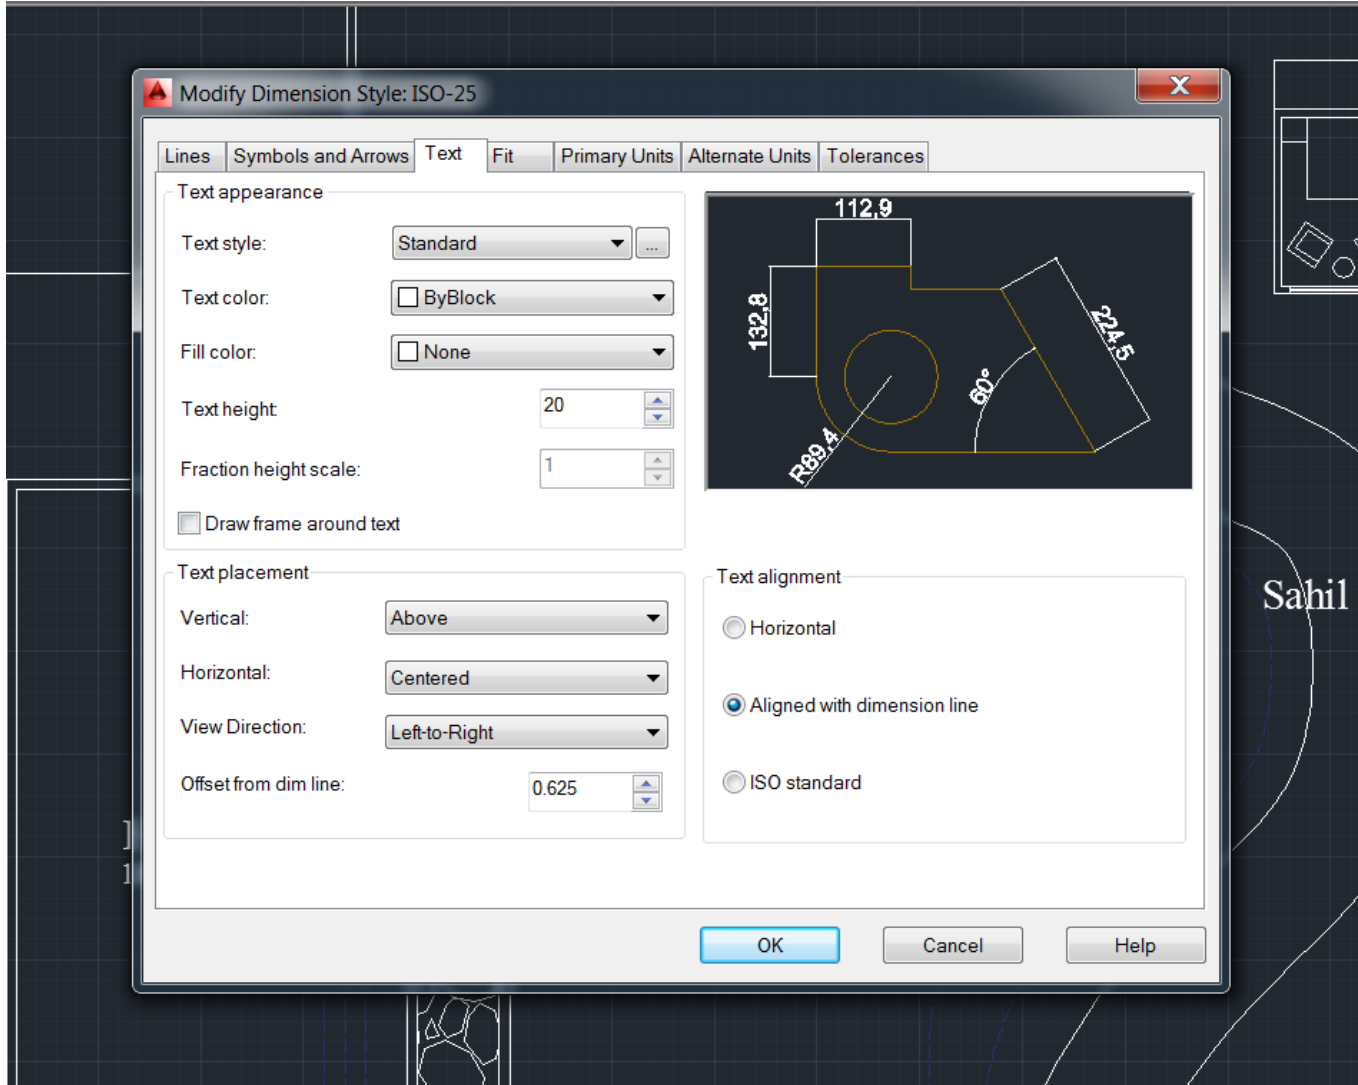 Modify Dimension Style: ISO-25
X
Lines Symbols and Arrows Text Fit Primary Units Alternate Units Tolerances
Text appearance
Text style: Standard ...
Text color: ByBlock
Fill color: None
Text height: 20
Fraction height scale: 1
Draw frame around text
112,9
132,8
224,5
60°
R89,4
Text placement
Vertical: Above
Horizontal: Centered
View Direction: Left-to-Right
Offset from dim line: 0.625
Text alignment
Horizontal
Aligned with dimension line
ISO standard
Sahil
OK Cancel Help